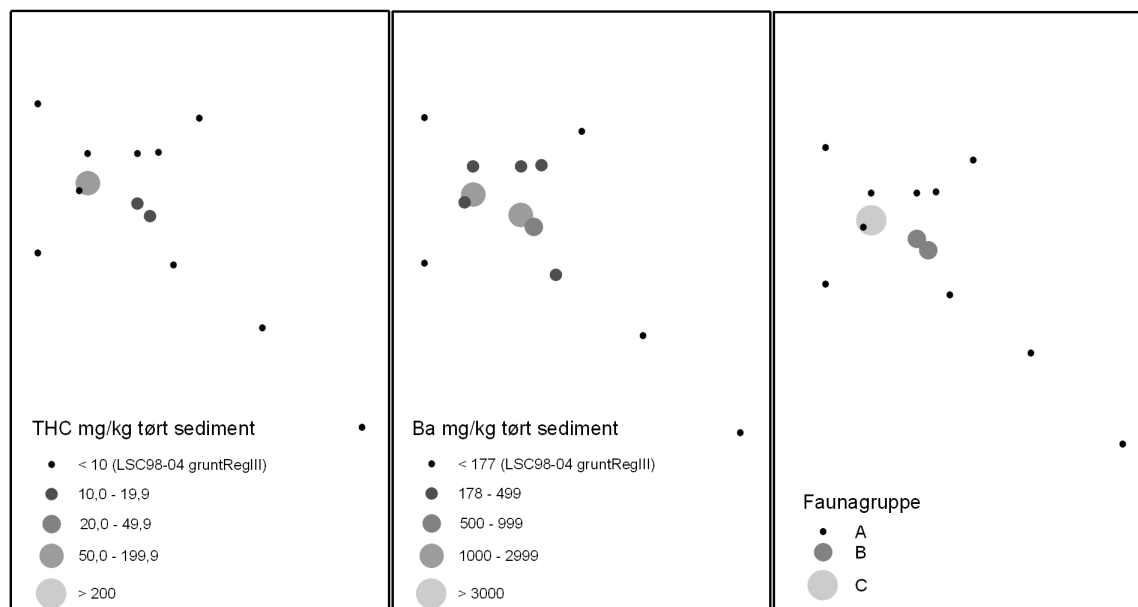 THC mg/kg tørt sediment
< 10 (LSC98-04 gruntRegIII)
10,0 - 19,9
20,0 - 49,9
50,0 - 199,9
> 200
Ba mg/kg tørt sediment
< 177 (LSC98-04 gruntRegIII)
178 - 499
500 - 999
1000 - 2999
> 3000
Faunagruppe
A
B
C